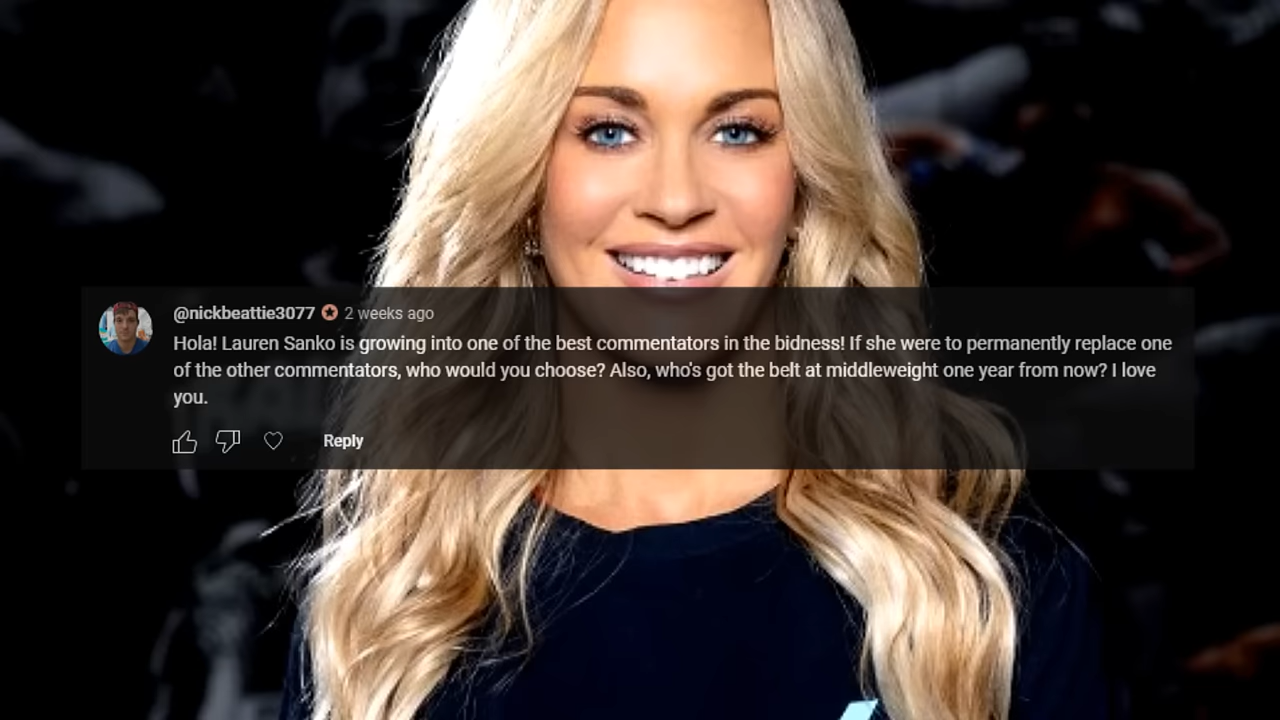 @nickbeattie3077 2 weeks ago
Hola! Lauren Sanko is growing into one of the best commentators in the bidness! If she were to permanently replace one
of the other commentators, who would you choose? Also, who's got the belt at middleweight one year from now? I love
you.
Reply